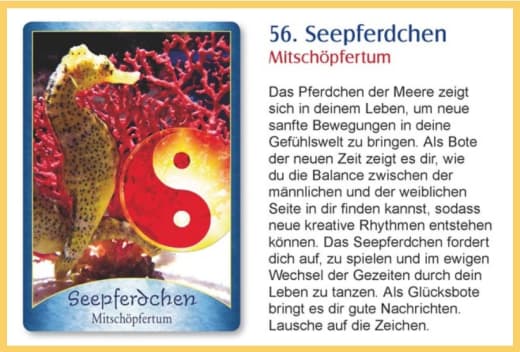 56. Seepferdchen
Mitschöpfertum
Das Pferdchen der Meere zeigt
sich in deinem Leben, um neue
sanfte Bewegungen in deine
Gefühlswelt zu bringen. Als Bote
der neuen Zeit zeigt es dir, wie
du die Balance zwischen der
männlichen und der weiblichen
Seite in dir finden kannst, sodass
neue kreative Rhythmen entstehen
können. Das Seepferdchen fordert
dich auf, zu spielen und im ewigen
Wechsel der Gezeiten durch dein
Leben zu tanzen. Als Glücksbote
bringt es dir gute Nachrichten.
Lausche auf die Zeichen.
Seepferdchen
Mitschöpfertum